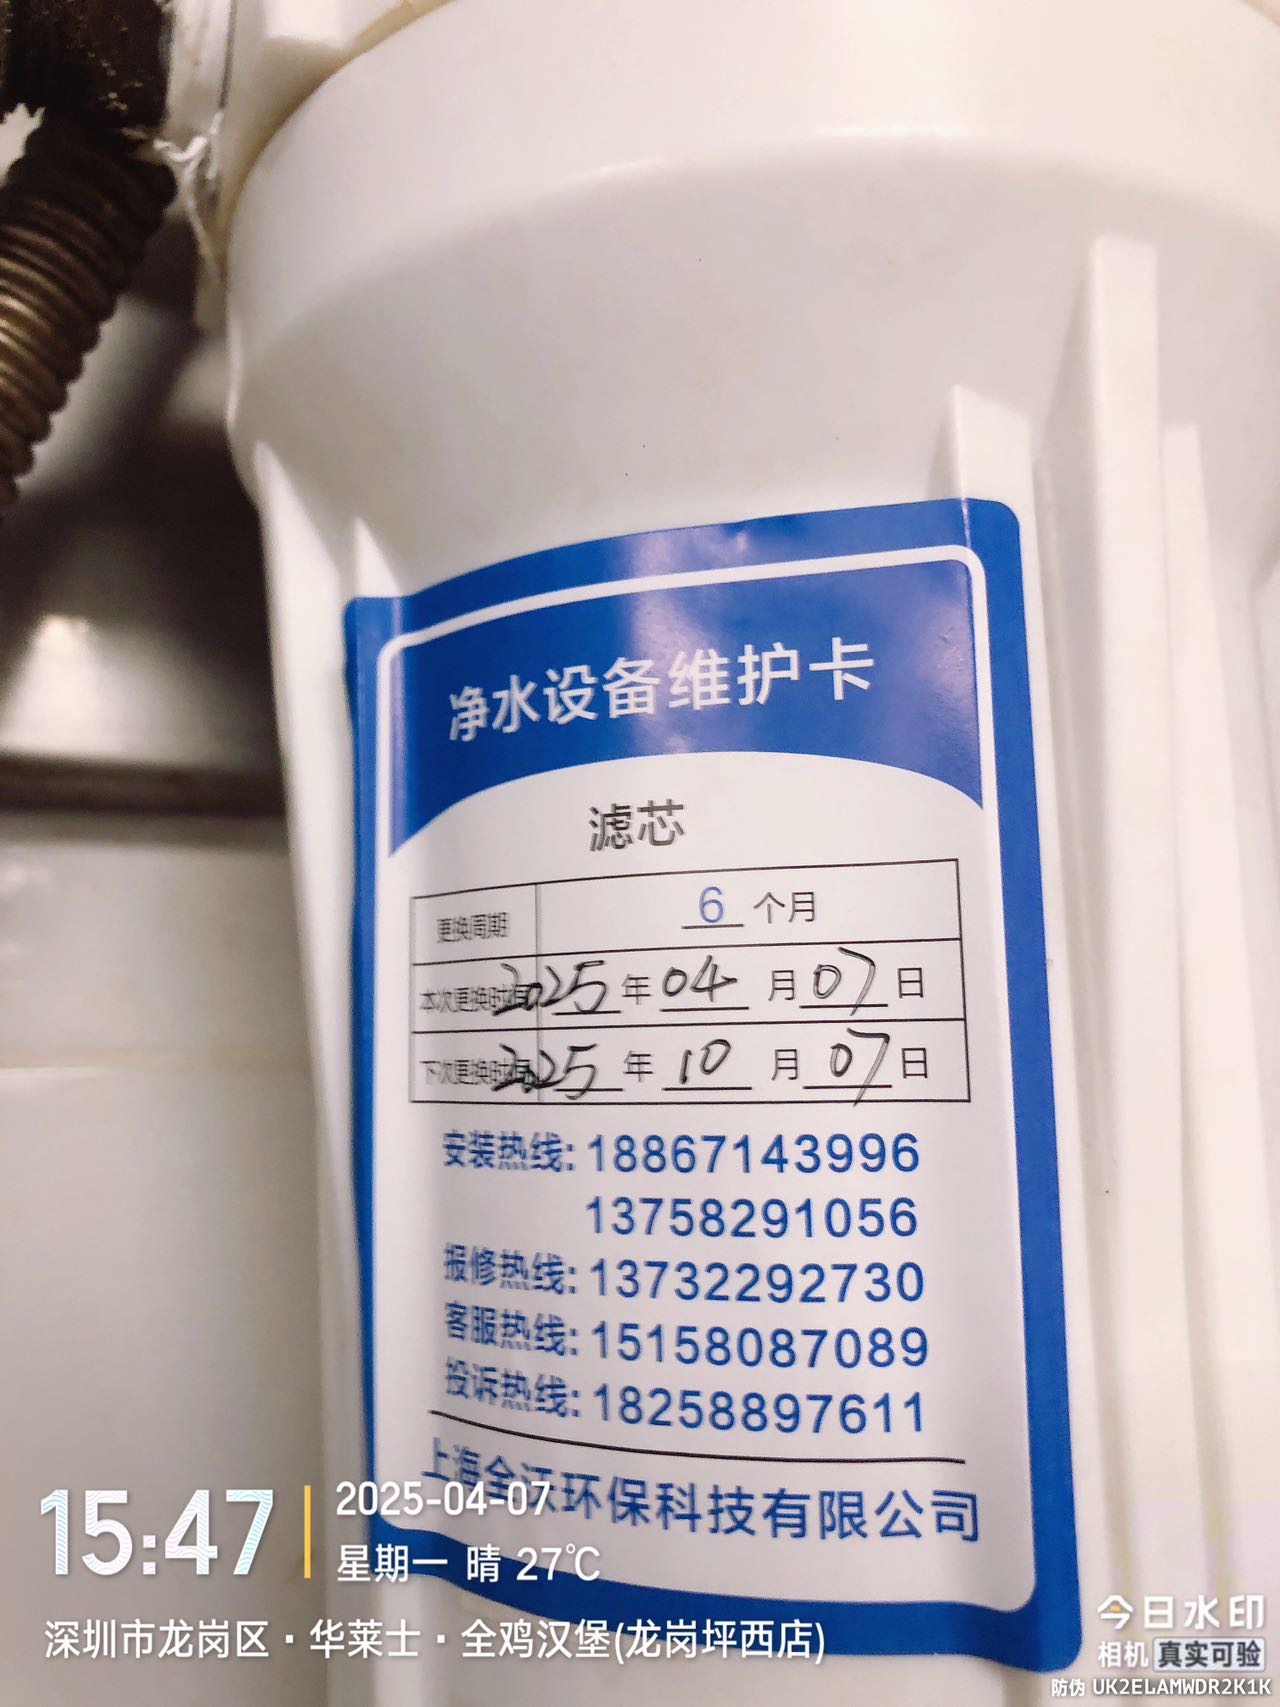 净水设备维护卡
滤芯
更换周期 6 个月
本次更换时间 2025 年 04 月 07 日
下次更换时间 2025 年 10 月 07 日
安装热线: 18867143996
13758291056
报修热线: 13732292730
客服热线: 15158087089
投诉热线: 18258897611
上海全沃环保科技有限公司
15:47
2025-04-07
星期一 晴 27℃
深圳市龙岗区·华莱士·全鸡汉堡(龙岗坪西店)
今日水印
相机 真实可验
防伪 UK2ELAMWDR2K1K